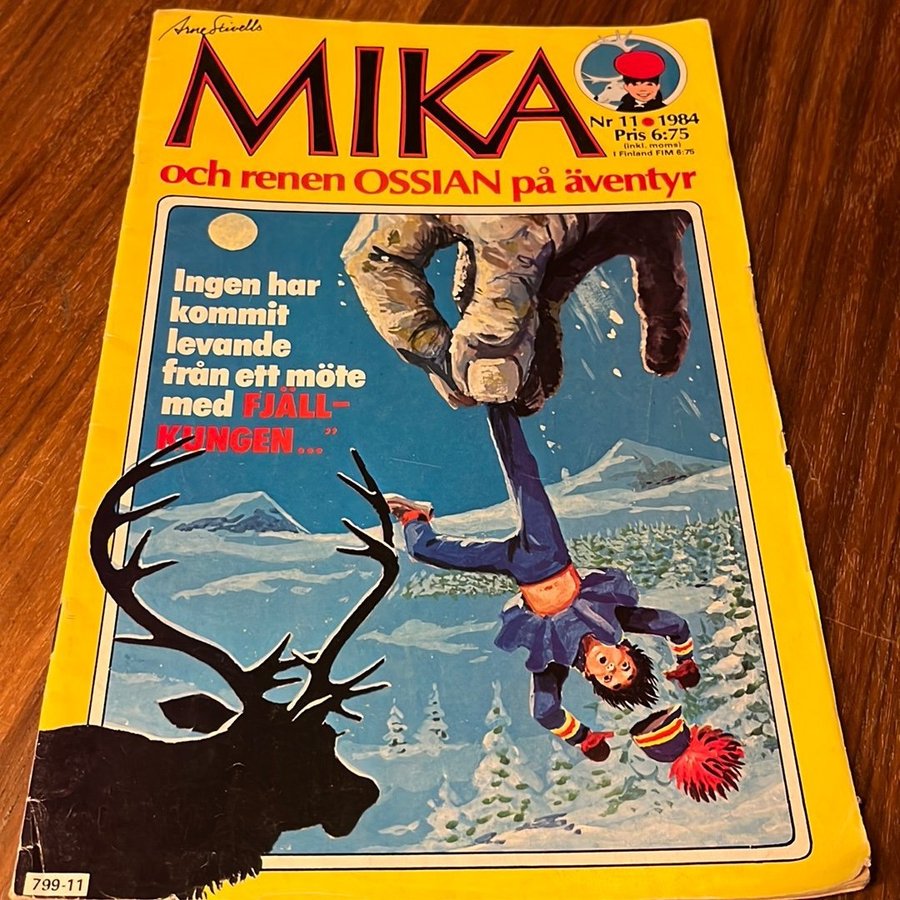 Arne Stivells
MIKA
Nr 11 • 1984
Pris 6:75
(inkl. moms)
I Finland FIM 6:75
och renen OSSIAN på äventyr
Ingen har
kommit
levande
från ett möte
med FJÄLL-
KUNGEN..."
799-11